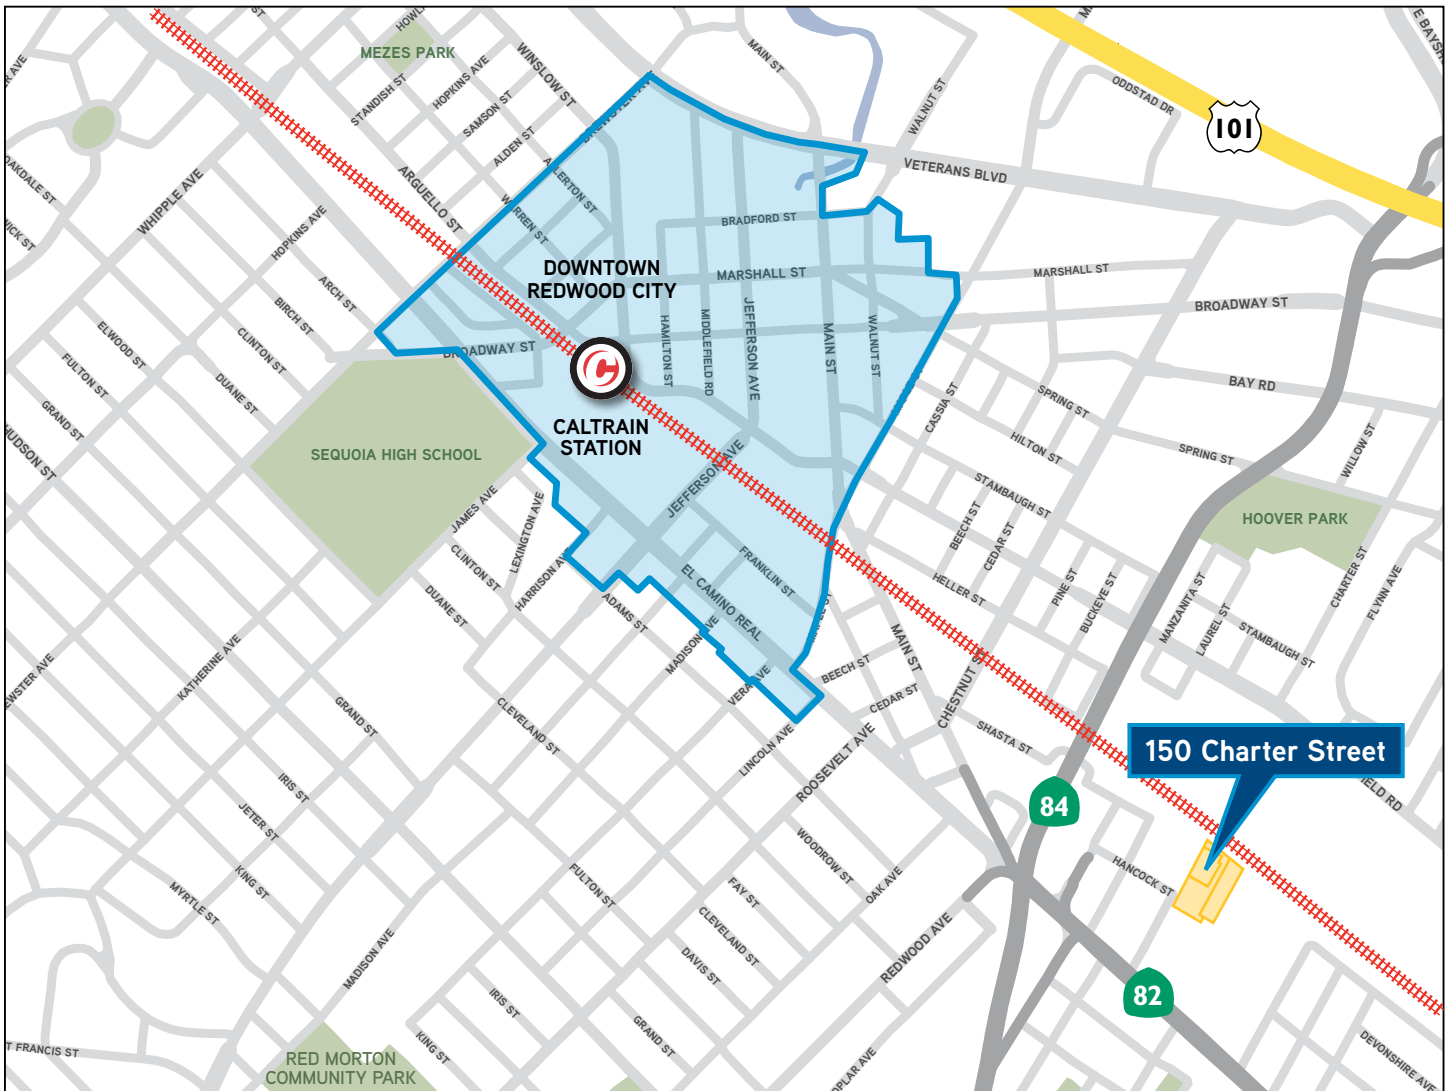 MEZES PARK
HOPKINS AVE
STANDISH ST
SAMSON ST
ALDEN ST
WINSLOW ST
MAIN ST
WALNUT ST
ODDSTAD DR
101
VETERANS BLVD
OAKDALE ST
WHIPPLE AVE
ARGUELLO ST
HOPKINS AVE
ARCH ST
BIRCH ST
CLINTON ST
DUANE ST
ELWOOD ST
FULTON ST
GRAND ST
HUDSON ST
WARREN ST
BRADFORD ST
MARSHALL ST
MARSHALL ST
BROADWAY ST
BROADWAY ST
DOWNTOWN
REDWOOD CITY
HAMILTON ST
MIDDLEFIELD RD
JEFFERSON AVE
MAIN ST
WALNUT ST
C
CALTRAIN
STATION
SEQUOIA HIGH SCHOOL
BAY RD
CASSIA ST
SPRING ST
HILTON ST
SPRING ST
WILLOW ST
STAMBAUGH ST
HOOVER PARK
JEFFERSON AVE
JAMES AVE
LEXINGTON AVE
CLINTON ST
DUANE ST
HARRISON AVE
ADAMS ST
FRANKLIN ST
EL CAMINO REAL
MADISON AVE
VERA AVE
BEECH ST
CEDAR ST
HELLER ST
PINE ST
BUCKEYE ST
MANZANITA ST
LAUREL ST
STAMBAUGH ST
CHARTER ST
FLYNN AVE
MAIN ST
BEECH ST
CEDAR ST
CHESTNUT ST
SHASTA ST
KATHERINE AVE
GRAND ST
CLEVELAND ST
LINCOLN AVE
ROOSEVELT AVE
150 Charter Street
84
IRIS ST
JETER ST
KING ST
MYRTLE ST
MADISON AVE
FULTON ST
WOODROW ST
OAK AVE
FAY ST
CLEVELAND ST
DAVIS ST
REDWOOD AVE
HANCOCK ST
82
IRIS ST
KING ST
GRAND ST
DEVONSHIRE AVE
RED MORTON
COMMUNITY PARK